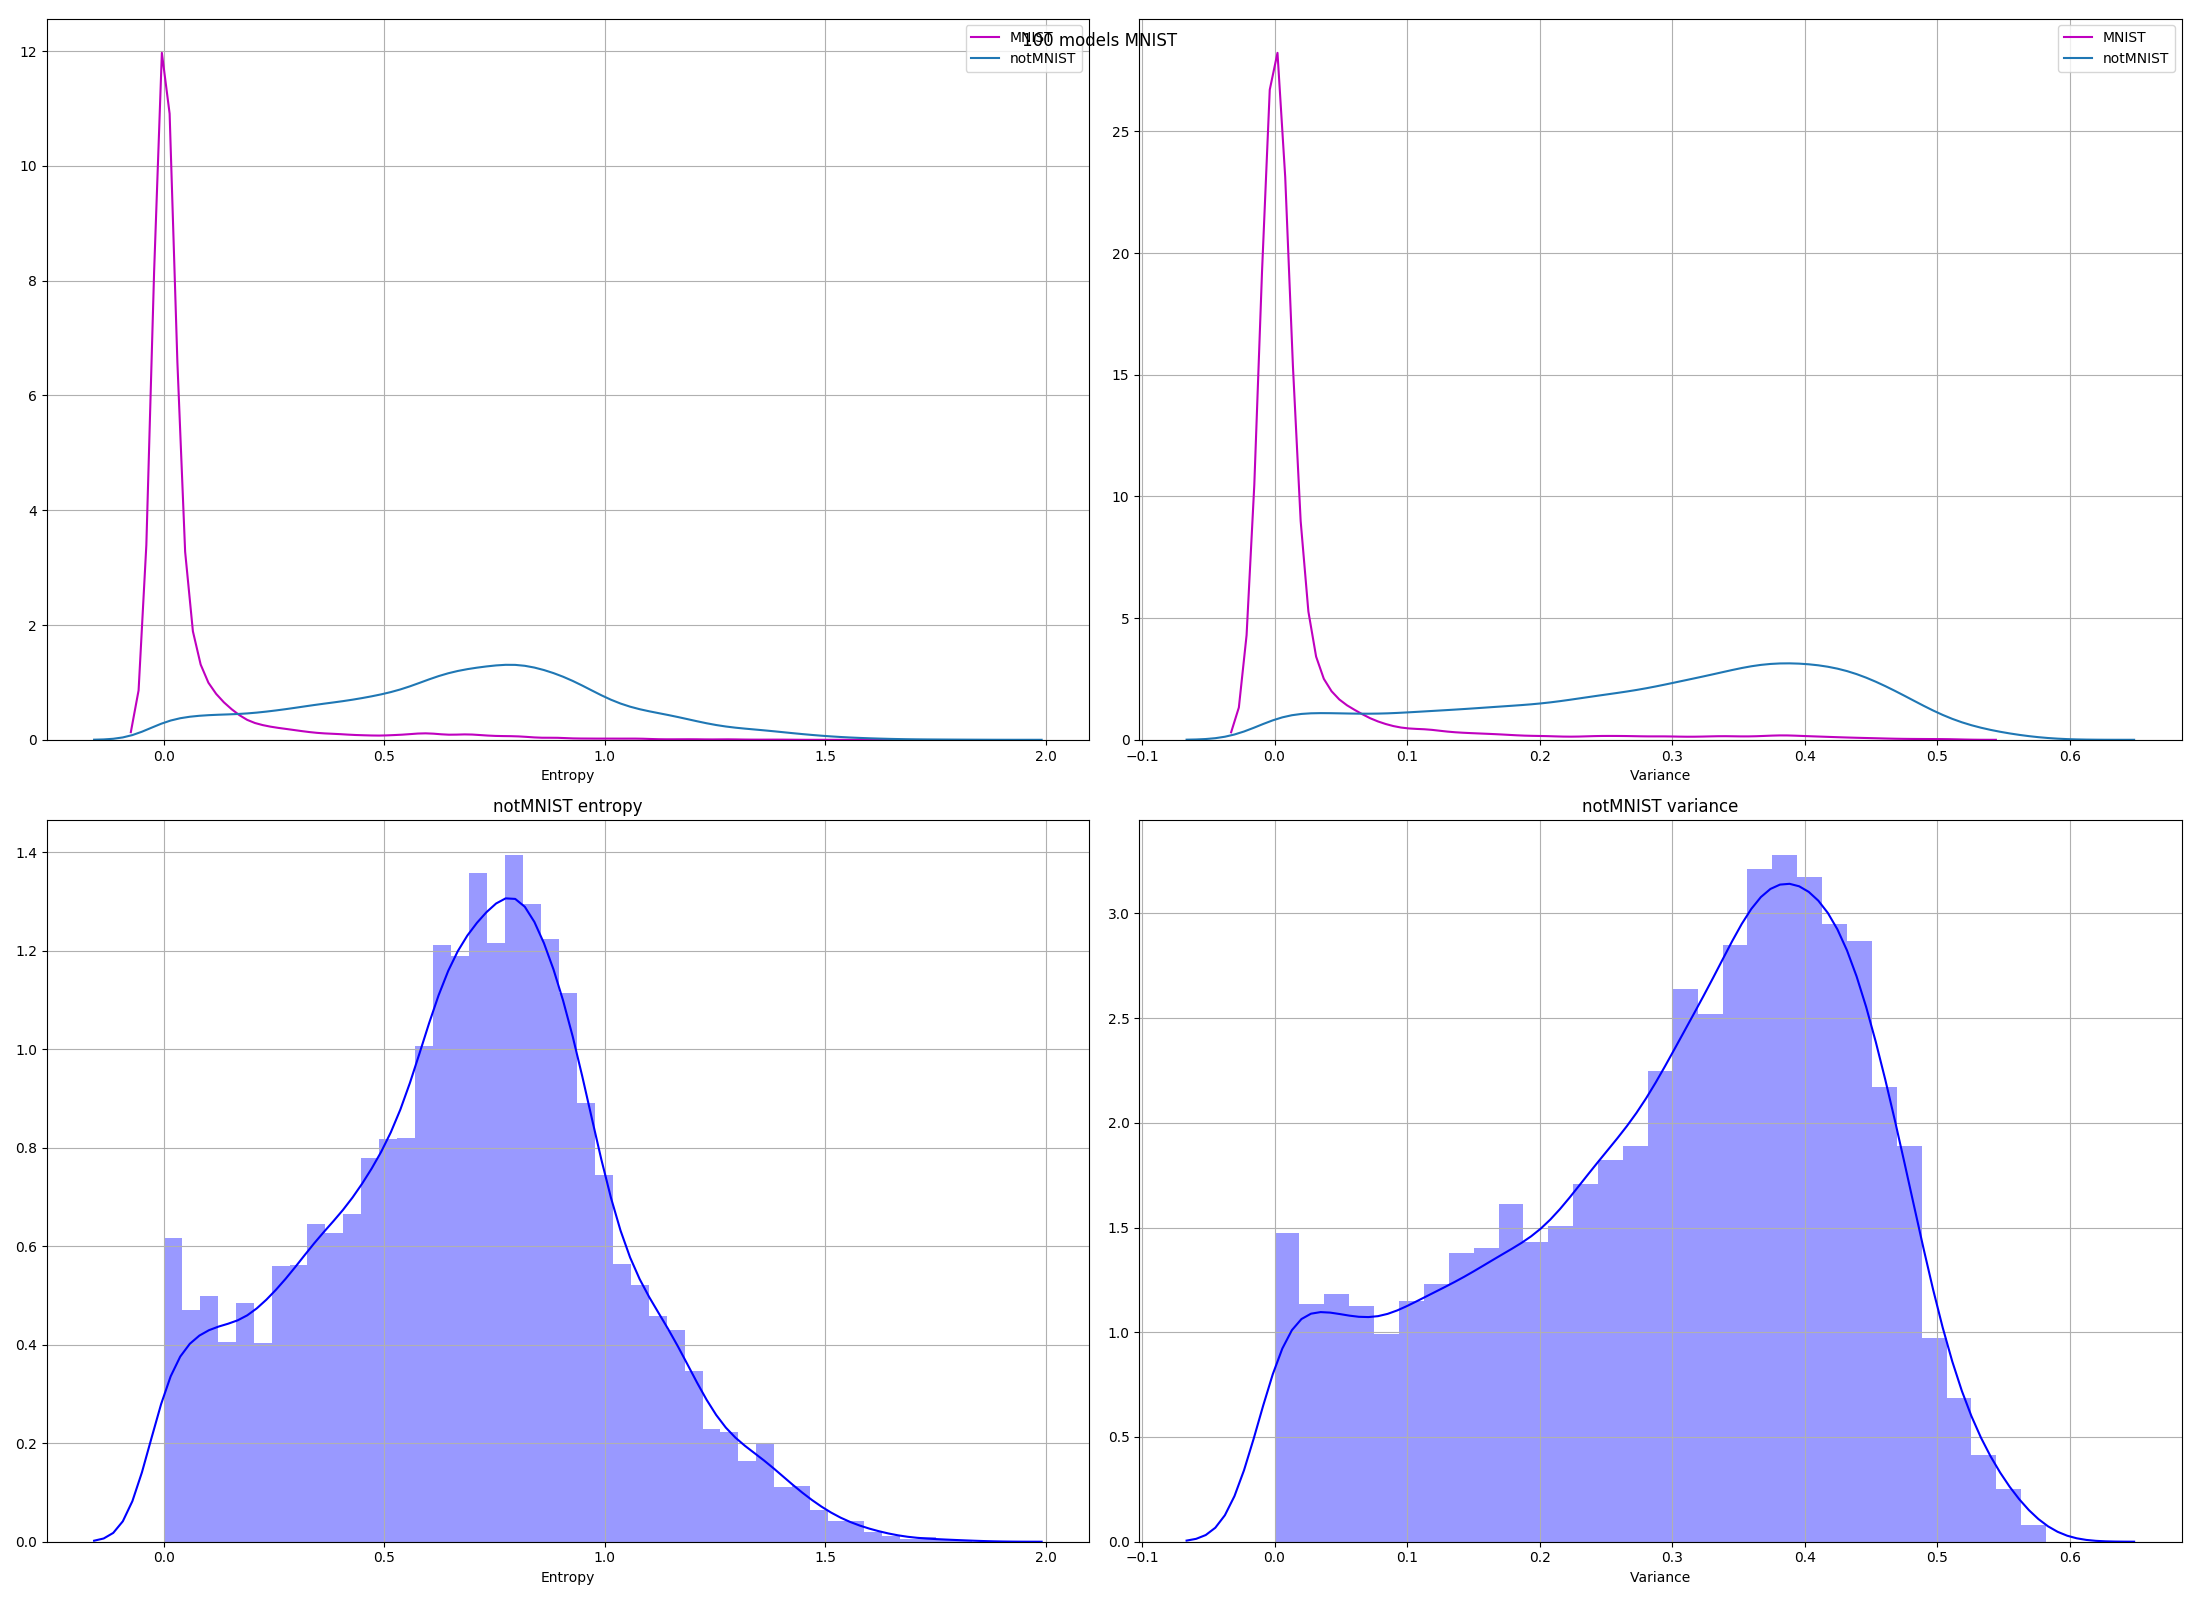 100 models MNIST
MNIST
notMNIST
12
10
8
6
4
2
0
0.0 0.5 1.0 1.5 2.0
Entropy
MNIST
notMNIST
25
20
15
10
5
0
−0.1 0.0 0.1 0.2 0.3 0.4 0.5 0.6
Variance
notMNIST entropy
1.4
1.2
1.0
0.8
0.6
0.4
0.2
0.0
0.0 0.5 1.0 1.5 2.0
Entropy
notMNIST variance
3.0
2.5
2.0
1.5
1.0
0.5
0.0
−0.1 0.0 0.1 0.2 0.3 0.4 0.5 0.6
Variance